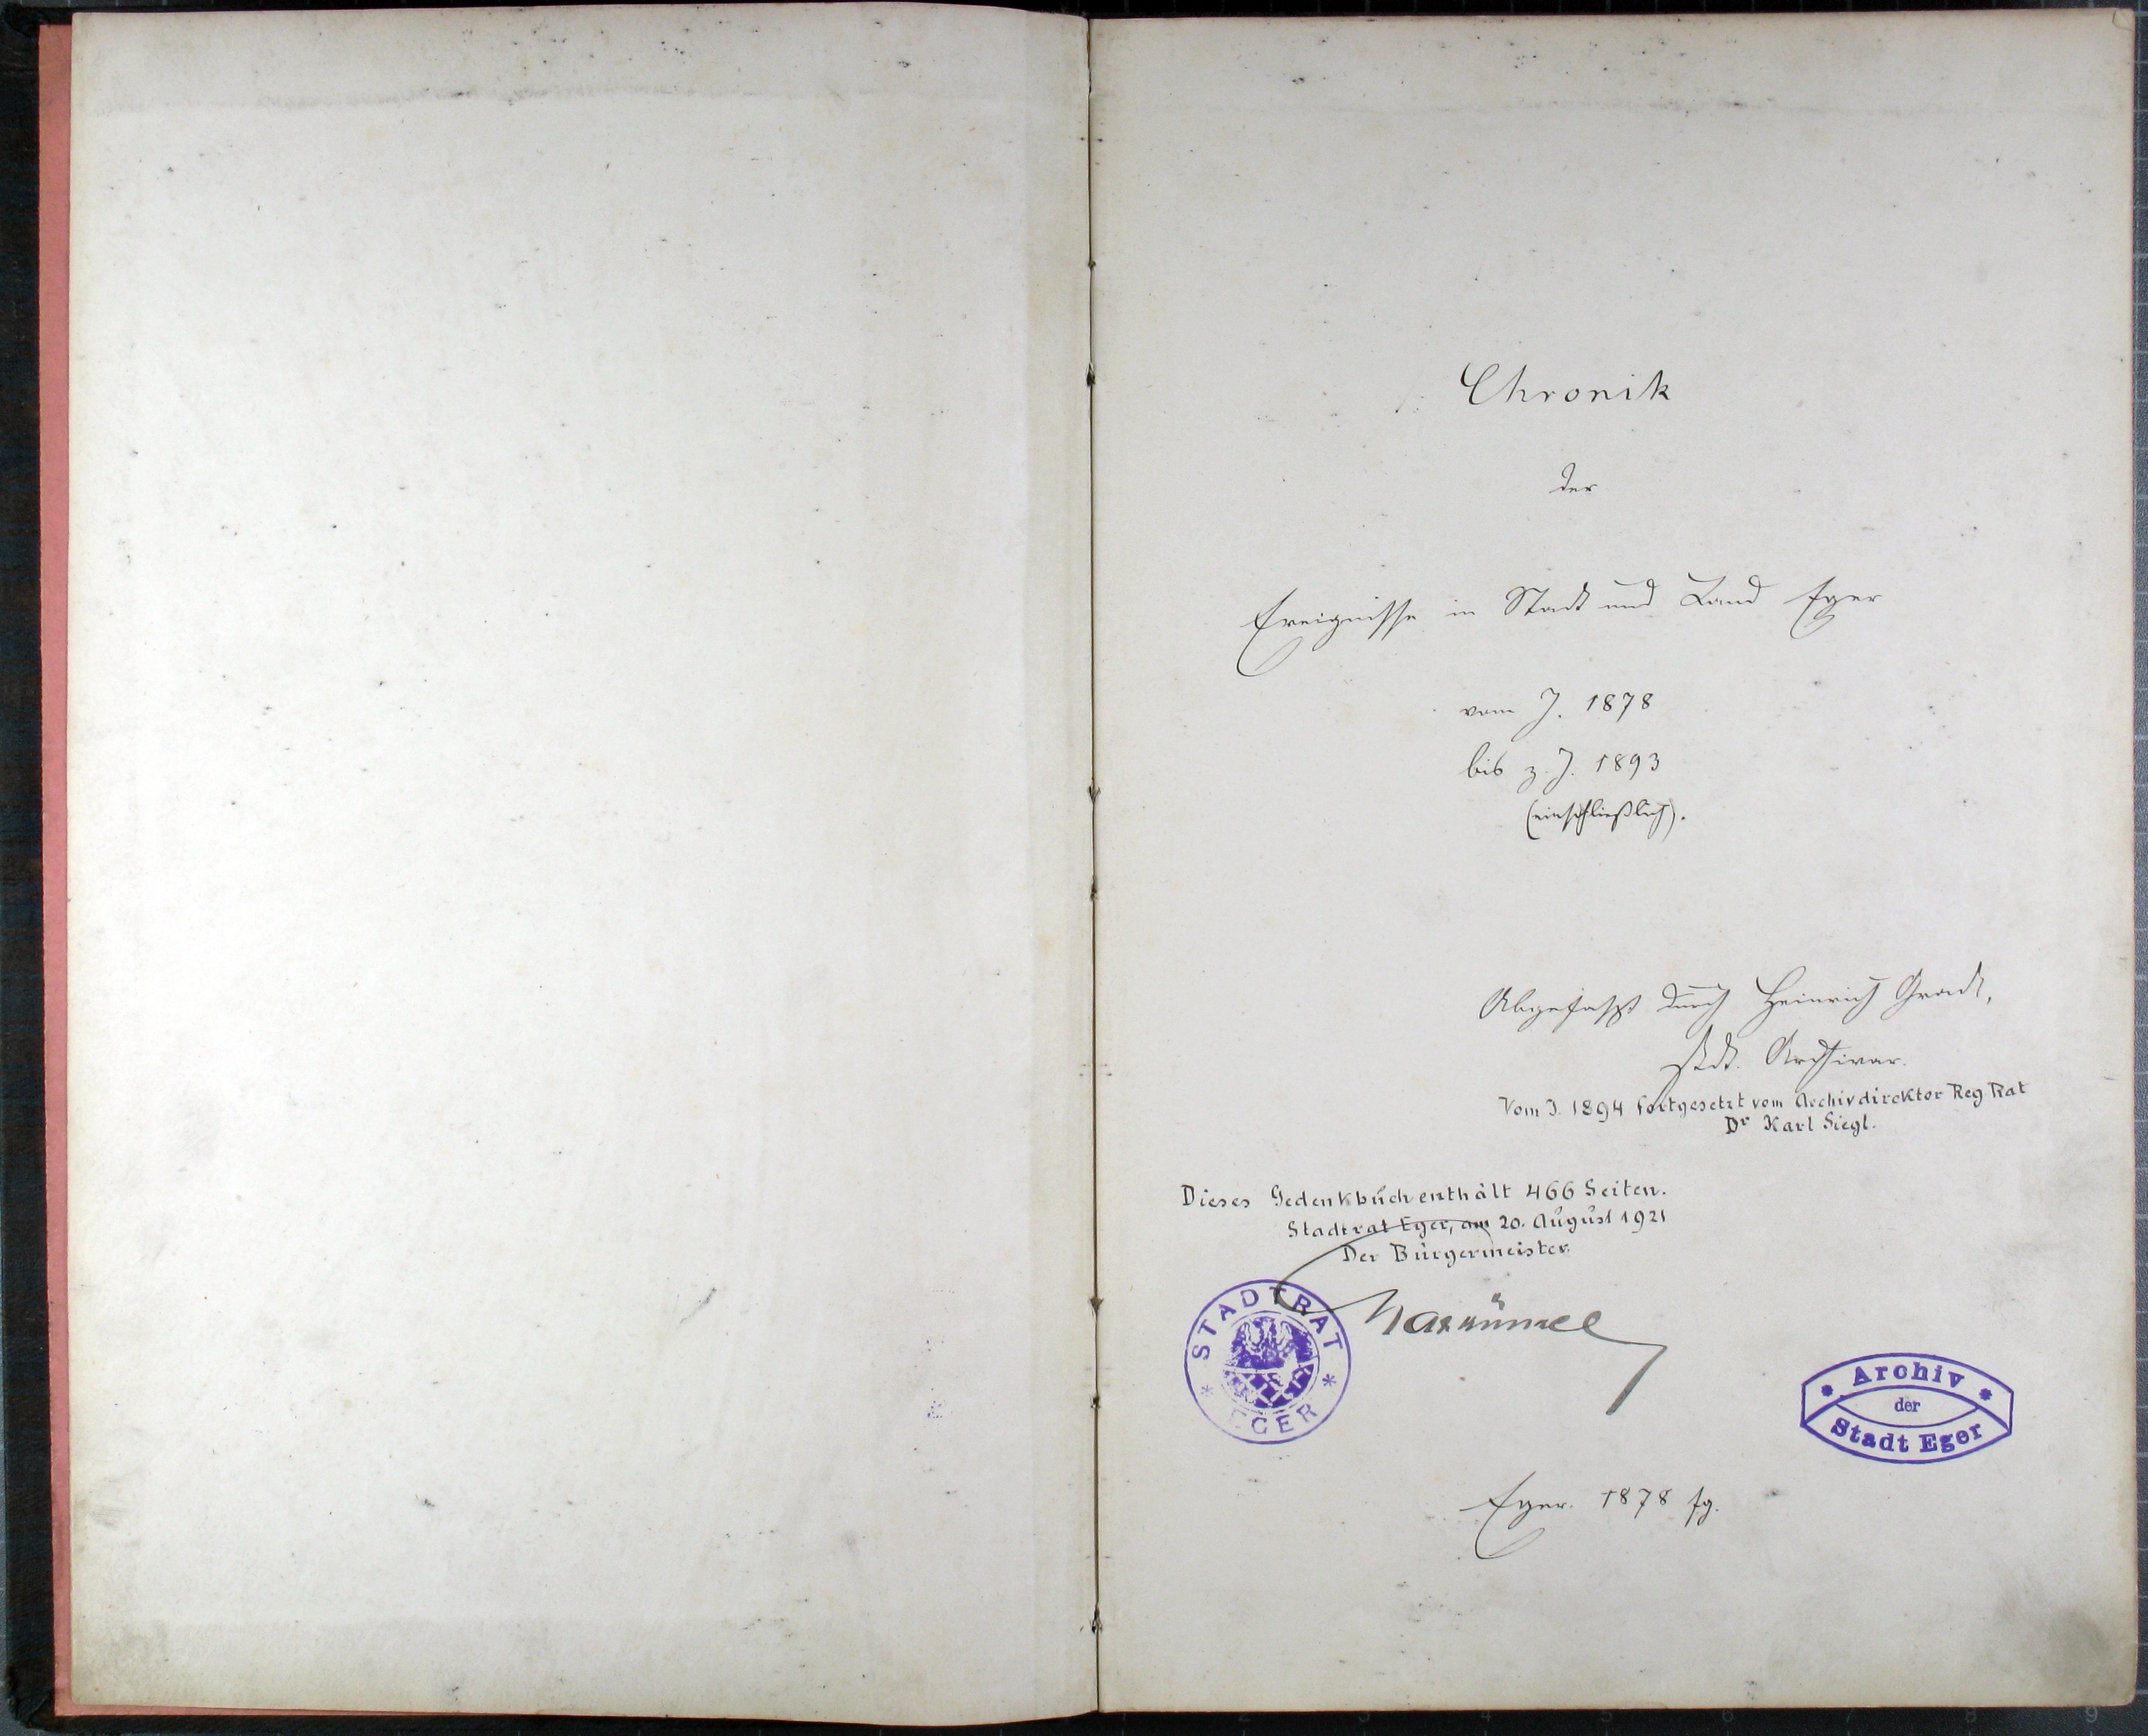 Chronik
der
Ereignisse in Stadt und Land Eger
vom J. 1878
bis z. J. 1893
(einschließlich).
Abgefaßt durch Heinrich Gradl,
städt. Archivar.
Vom J. 1894 fortgesetzt vom Archivdirektor Reg Rat
Dr Karl Siegl.
Dieses Gedenkbuch enthält 466 Seiten.
Stadtrat Eger, am 20. August 1921
Der Bürgermeister.
STADTRAT
* EGER *
* Archiv *
der
Stadt Eger
Eger. 1878 fg.